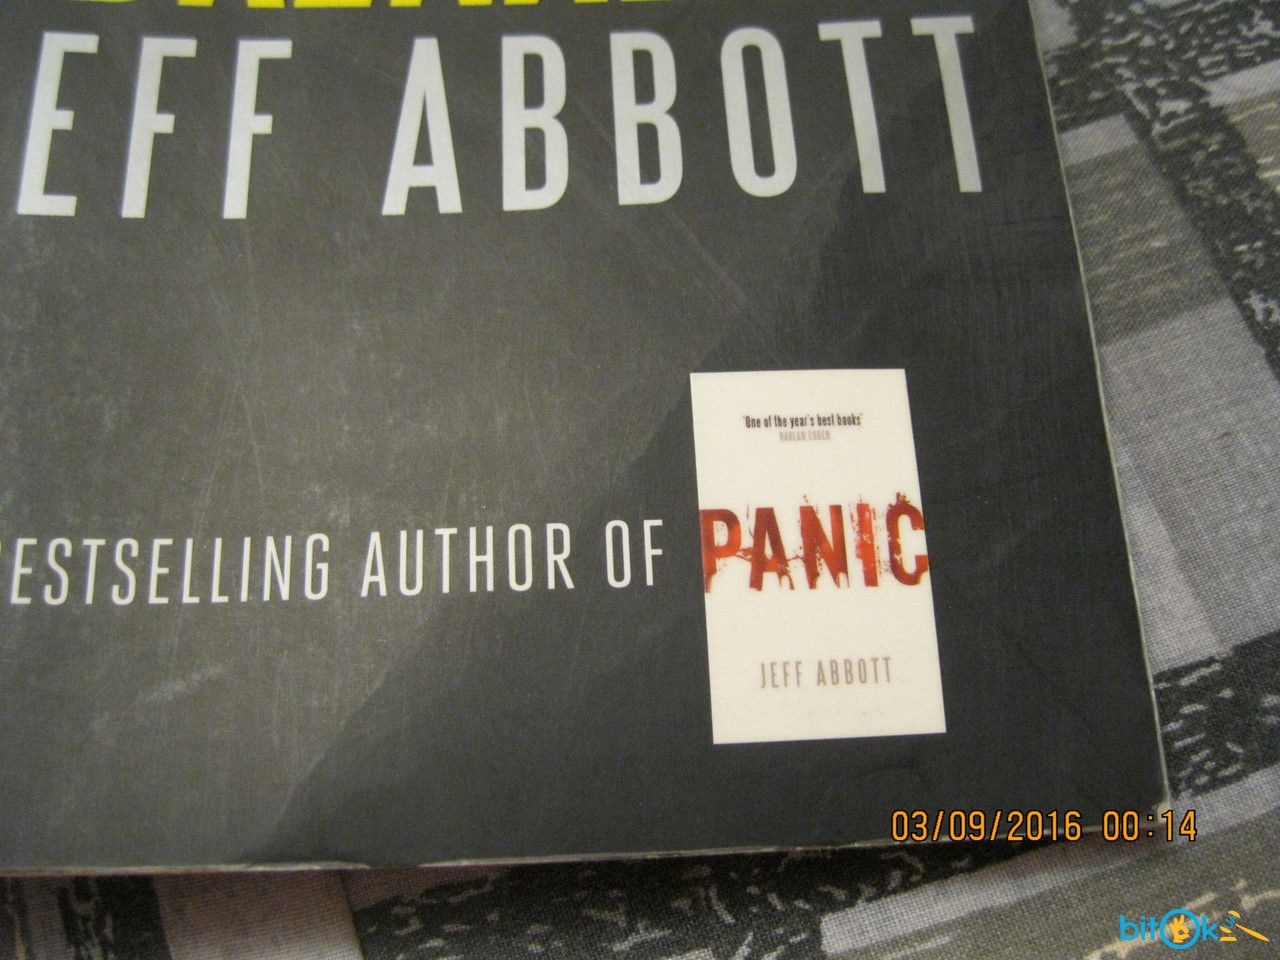 EFF ABBOTT
'One of the year's best books'
HARLAN COBEN
PANIC
ESTSELLING AUTHOR OF
JEFF ABBOTT
03/09/2016 00:14
bitOk